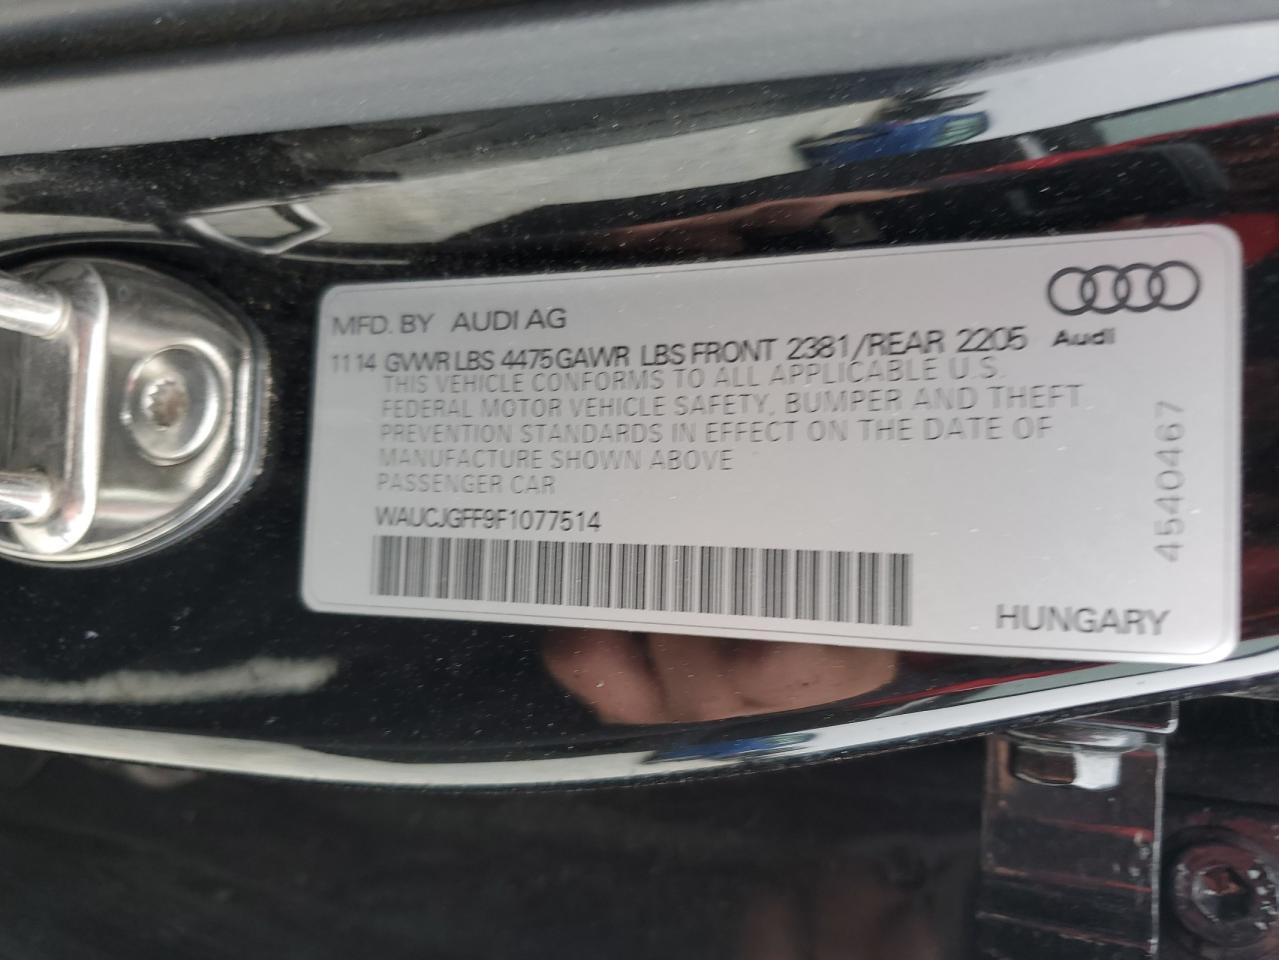 MFD. BY AUDI AG
1114 GVWR LBS 4475 GAWR LBS FRONT 2381/REAR 2205
Audi
THIS VEHICLE CONFORMS TO ALL APPLICABLE U.S.
FEDERAL MOTOR VEHICLE SAFETY, BUMPER AND THEFT
PREVENTION STANDARDS IN EFFECT ON THE DATE OF
MANUFACTURE SHOWN ABOVE
PASSENGER CAR
WAUCJGFF9F1077514
HUNGARY
4540467